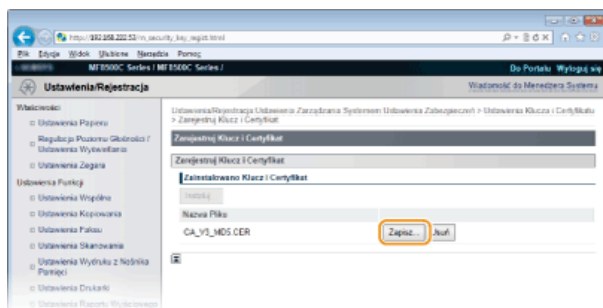 http://192.168.222.52/m_security_key_regist.html
Plik Edycja Widok Ulubione Narzędzia Pomoc
MF8500C Series / MF8500C Series /
Do Portalu Wyloguj się
Ustawienia/Rejestracja
Wiadomość do Menedżera Systemu
Właściwości
Ustawienia Papieru
Regulacja Poziomu Głośności /
Ustawienia Wyświetlania
Ustawienia Zegara
Ustawienia Funkcji
Ustawienia Wspólne
Ustawienia Kopiowania
Ustawienia Faksu
Ustawienia Skanowania
Ustawienia Wydruku z Nośnika
Pamięci
Ustawienia Drukarki
Ustawienia Raportu Wyjściowego
Ustawienia/Rejestracja Ustawienia Zarządzania Systemem Ustawienia Zabezpieczeń > Ustawienia Klucza i Certyfikatu
> Zarejestruj Klucz i Certyfikat
Zarejestruj Klucz i Certyfikat
Zarejestruj Klucz i Certyfikat
Zainstalowano Klucz i Certyfikat
Instaluj
Nazwa Pliku
CA_V3_MD5.CER
Zapisz...
Usuń